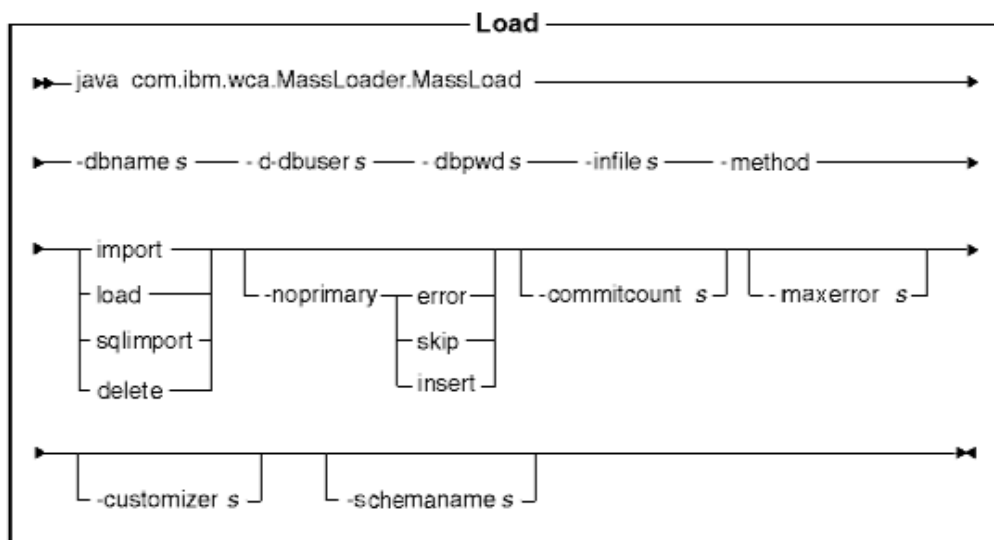 Load
java com.ibm.wca.MassLoader.MassLoad
-dbname s - d-dbuser s - dbpwd s -infile s -method
import
load
sqlimport
delete
-noprimary error
skip
insert
-commitcount s
- maxerror s
-customizer s -schemaname s